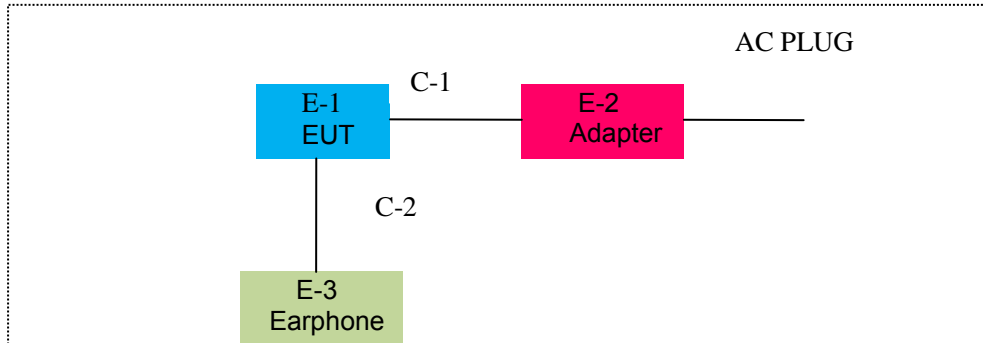 AC PLUG
C-1
E-1
EUT
E-2
Adapter
C-2
E-3
Earphone